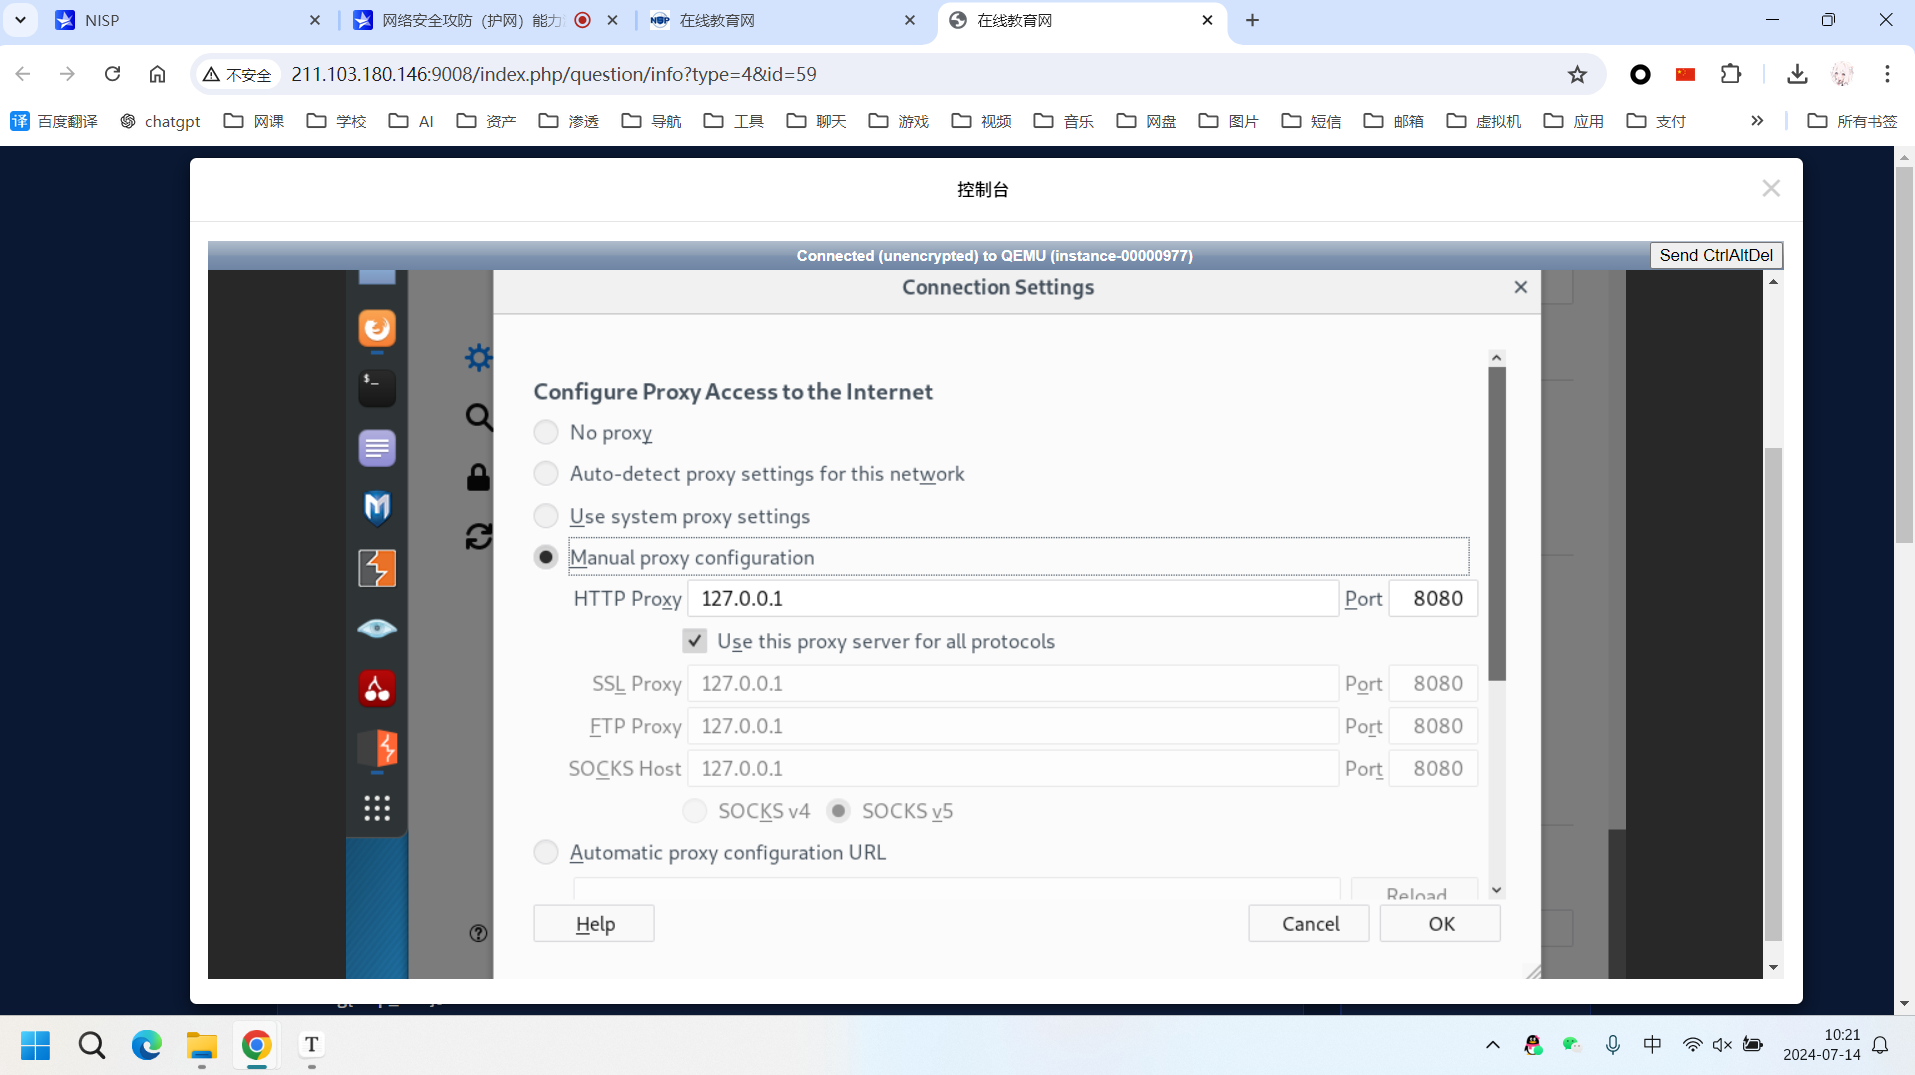 NISP
网络安全攻防（护网）能力
在线教育网
在线教育网
不安全
211.103.180.146:9008/index.php/question/info?type=4&id=59
译 百度翻译
chatgpt
网课
学校
AI
资产
渗透
导航
工具
聊天
游戏
视频
音乐
网盘
图片
短信
邮箱
虚拟机
应用
支付
所有书签
控制台
Connected (unencrypted) to QEMU (instance-00000977)
Send CtrlAltDel
Connection Settings
Configure Proxy Access to the Internet
No proxy
Auto-detect proxy settings for this network
Use system proxy settings
Manual proxy configuration
HTTP Proxy 127.0.0.1 Port 8080
Use this proxy server for all protocols
SSL Proxy 127.0.0.1 Port 8080
FTP Proxy 127.0.0.1 Port 8080
SOCKS Host 127.0.0.1 Port 8080
SOCKS v4 SOCKS v5
Automatic proxy configuration URL
Reload
Help
Cancel
OK
T
中
10:21
2024-07-14